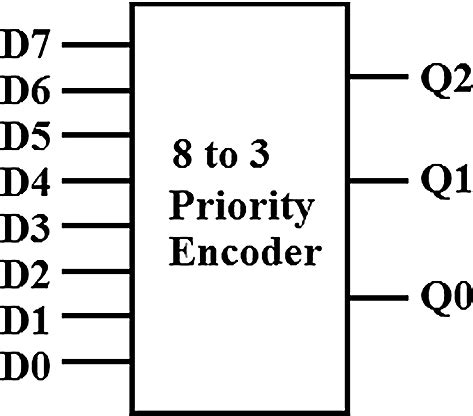 D7
D6
D5
D4
D3
D2
D1
D0
8 to 3
Priority
Encoder
Q2
Q1
Q0